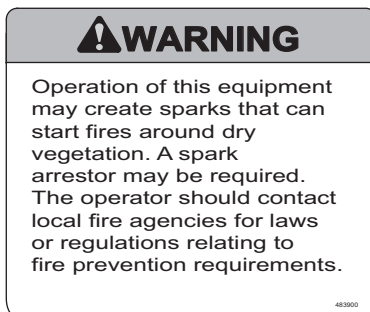 WARNING
Operation of this equipment
may create sparks that can
start fires around dry
vegetation. A spark
arrestor may be required.
The operator should contact
local fire agencies for laws
or regulations relating to
fire prevention requirements.
483900